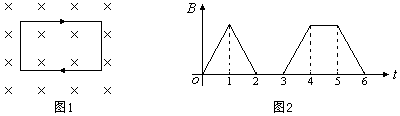 × × × ×
× × × ×
× × × ×
× × × ×
图1
B
O 1 2 3 4 5 6 t
图2